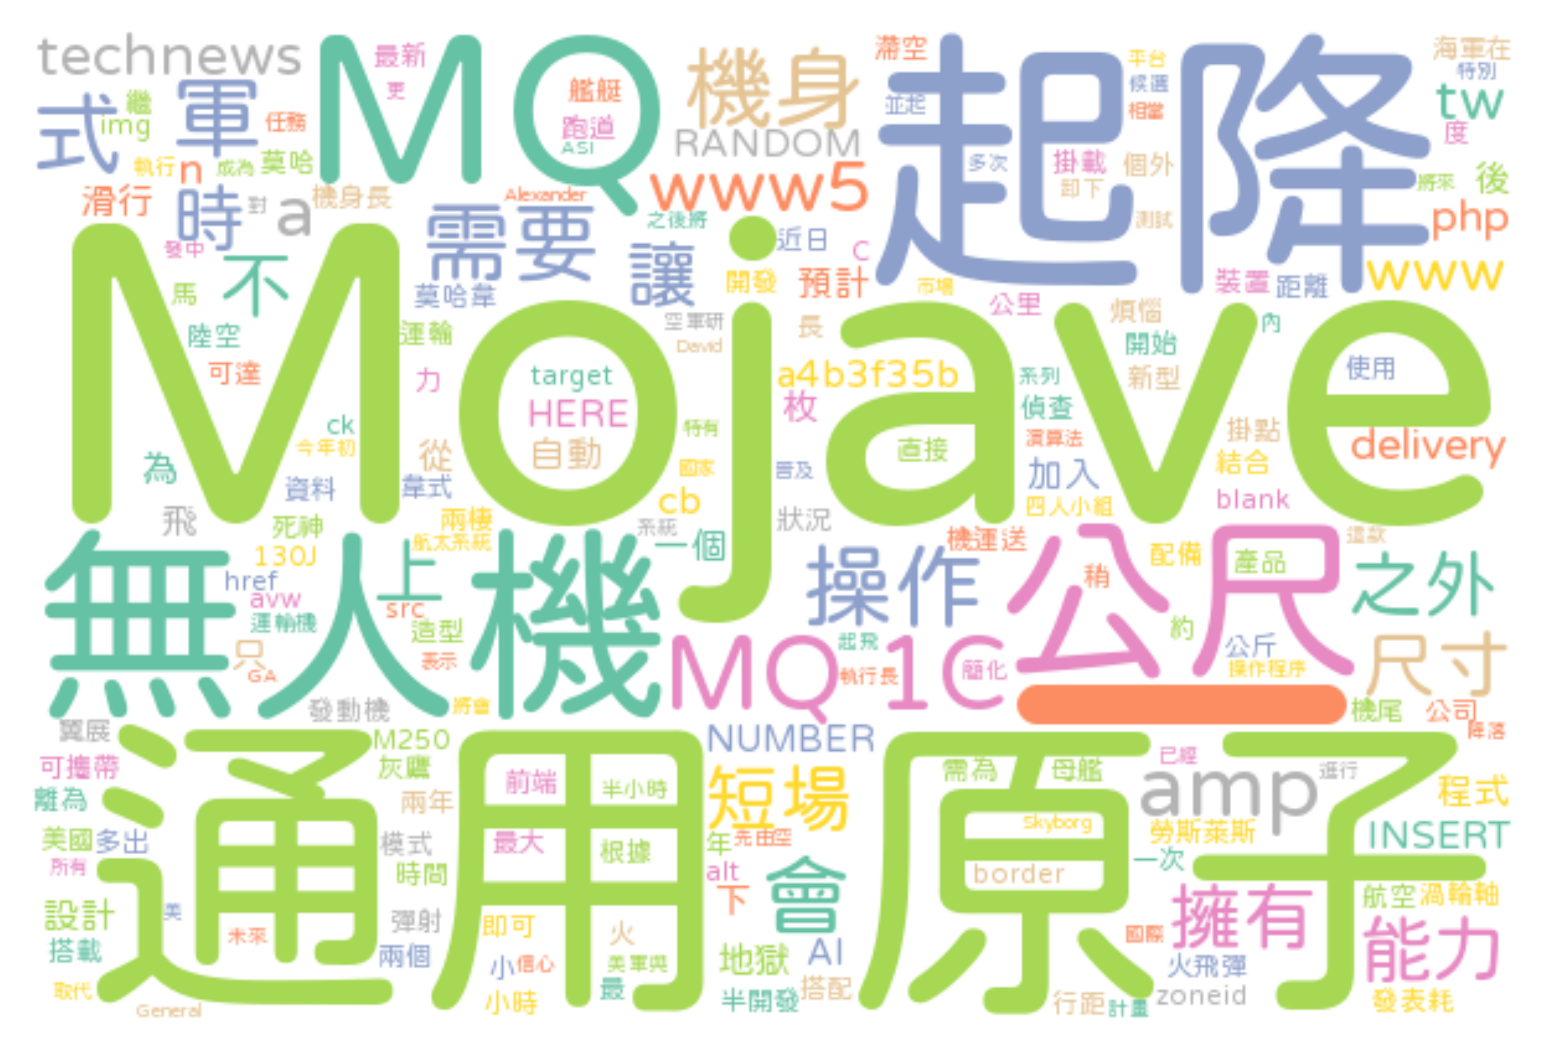 technews
MQ
最新
更
艦艇
跑道
ASI
機身
滯空
起降
平台
候選
相當
海軍在
特別
tw
度
式
繼
img
軍
任務
RANDOM
並起
多次
掛載
卸下
個外
測試
將來
後
執行
n
成為
莫哈
www5
滑行
時
對
a
機身長
Alexander
之後將
php
發中
不
需要
讓
近日
C
開發
預計
市場
公里
裝置
距離
www
馬
莫哈韋
煩惱
內
Mojave
陸空
運輪
空軍研
David
長
開始
可達
力
target
a4b3f35b
系列
新型
使用
HERE
枚
偵查
ck
今年初
從
自動
特有
直接
演算法
掛點
delivery
為
資料
韋式
國家
cb
普及
加入
結合
四人小組
blank
飛
死神
兩棲
航太系統
系統
一個
狀況
機運送
這款
無人機
130J
上
操作
公尺
配備
產品
之外
href
avw
src
稍
運輸機
造型
約
只
GA
表示
MQ
起飛
執行長
1C
簡化
公斤
操作程序
尺寸
發動機
將會
機尾
公司
降落
翼展
M250
NUMBER
已經
可攜帶
灰鷹
前端
半小時
短場
需為
母艦
amp
進行
程式
離為
兩年
通用原子
Skyborg
勞斯萊斯
INSERT
美國
多出
模式
最大
根據
年
先由空
一次
所有
時間
alt
border
設計
美
彈射
下
會
擁有
航空
渦輪軸
未來
即可
火
國際
能力
搭載
兩個
小
信心
美軍與
地獄
AI
火飛彈
取代
小時
最
半開發
搭配
行距
計畫
zoneid
發表耗
General